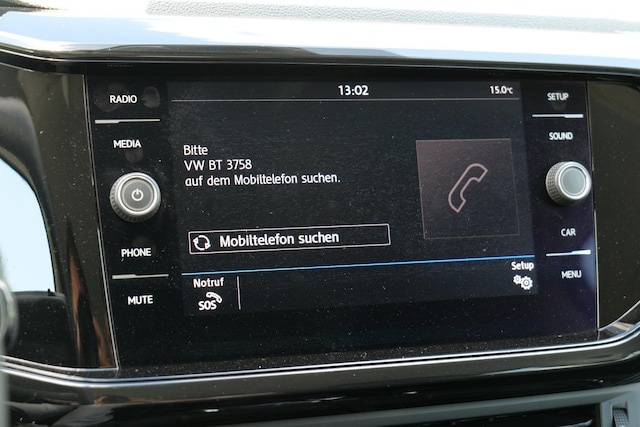 RADIO
MEDIA
PHONE
MUTE
13:02
15.0°C
Bitte
VW BT 3758
auf dem Mobiltelefon suchen.
Mobiltelefon suchen
Notruf
SOS
Setup
SETUP
SOUND
CAR
MENU